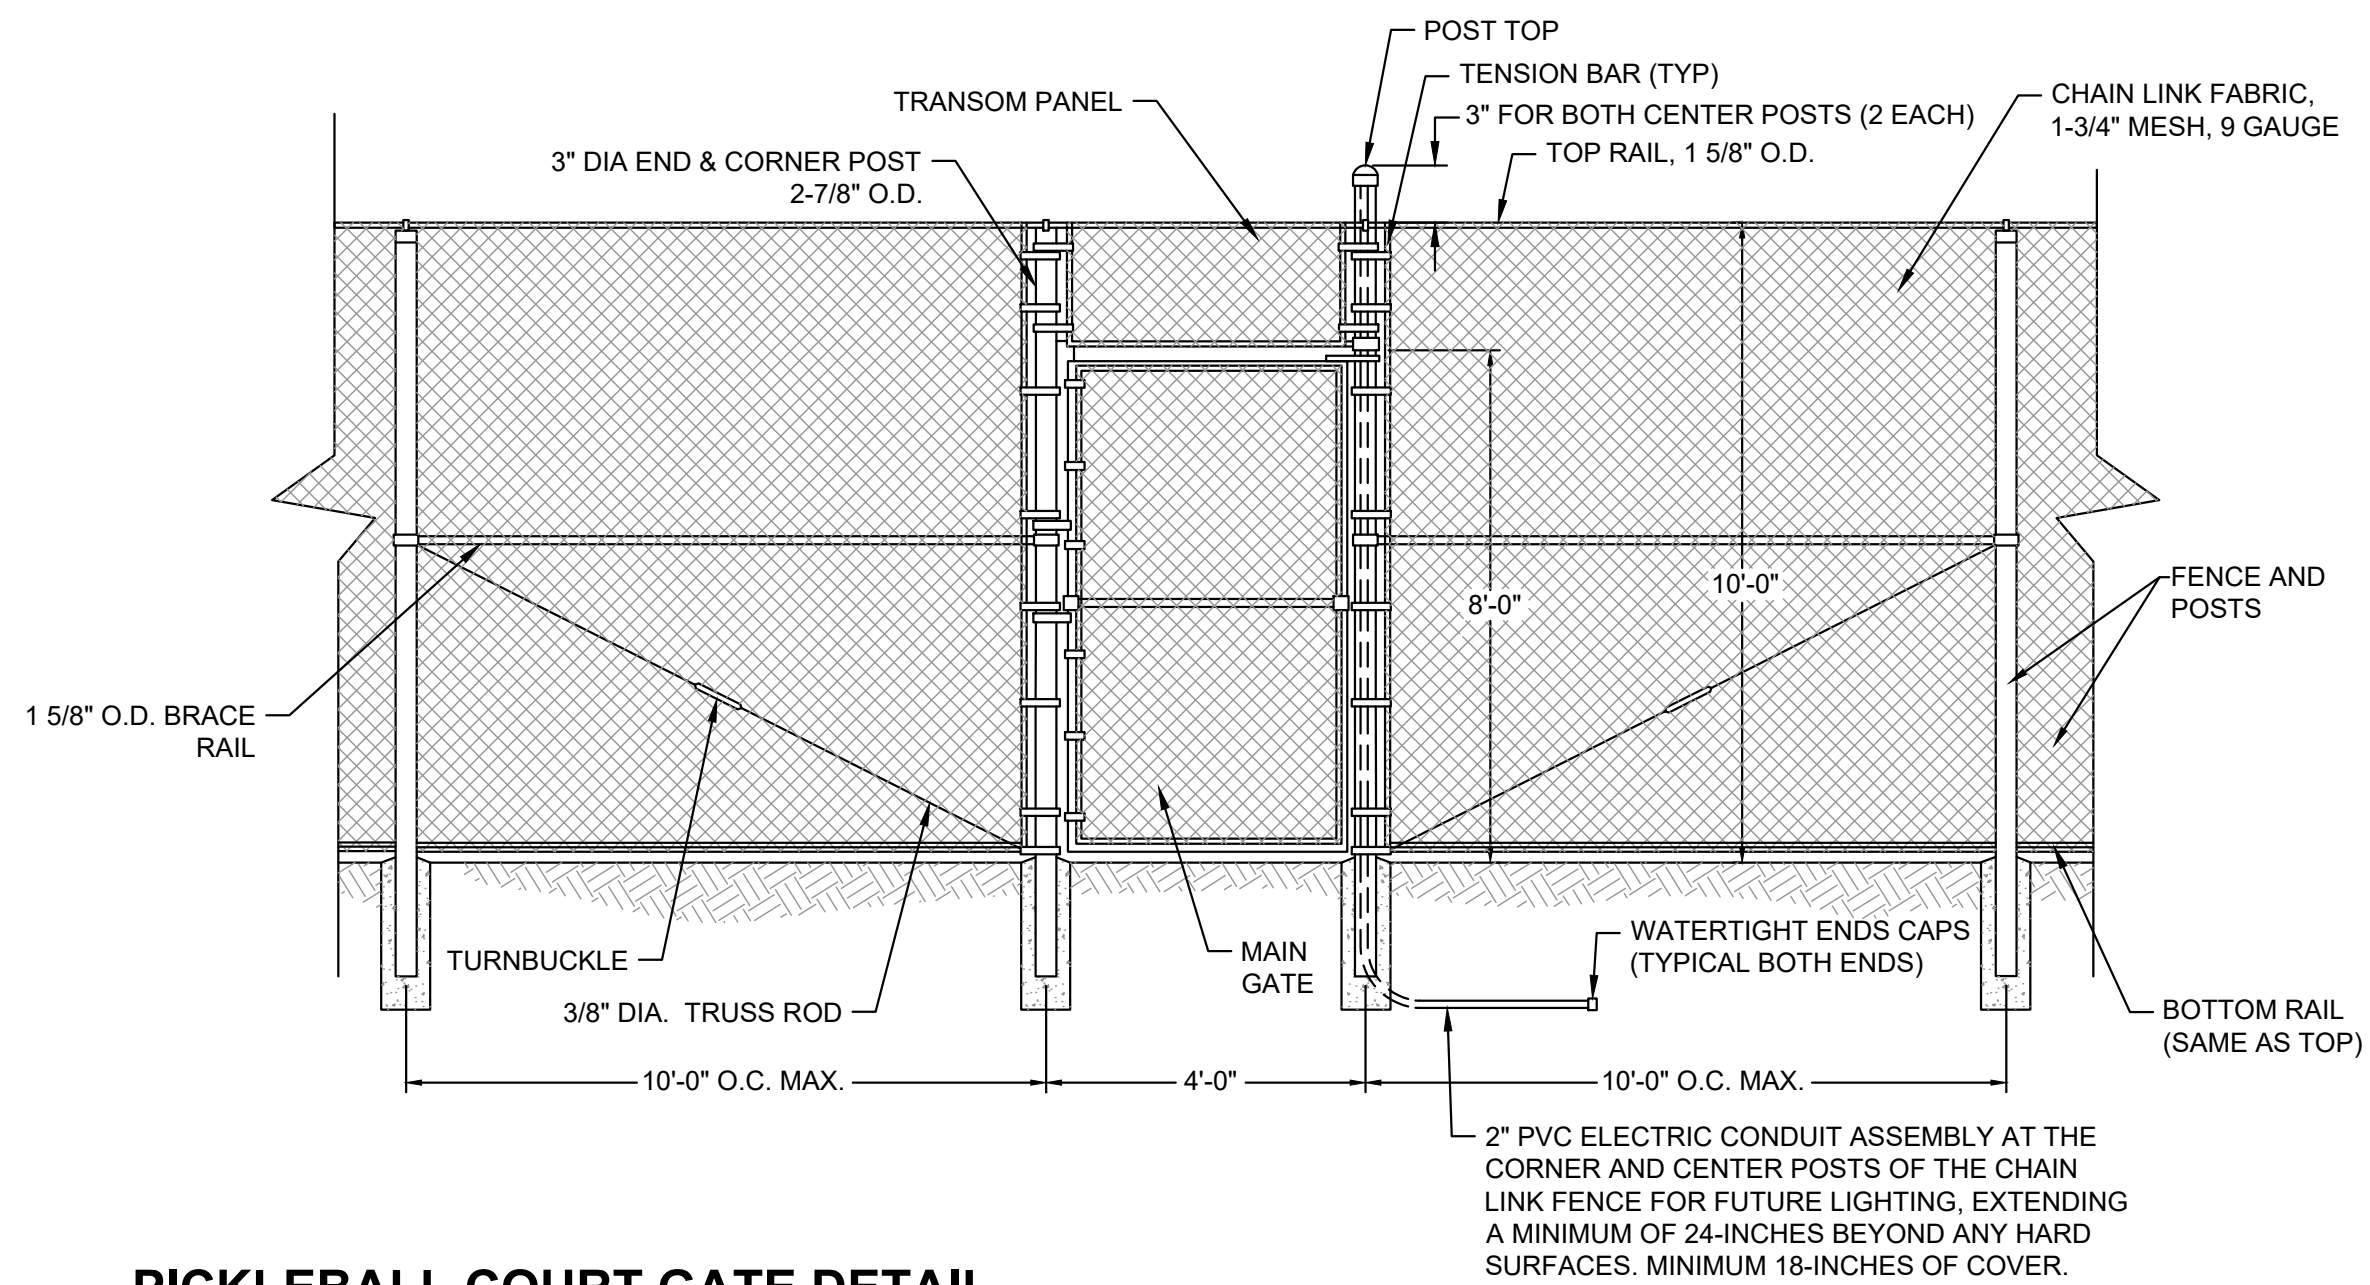 POST TOP
TENSION BAR (TYP)
TRANSOM PANEL
3" FOR BOTH CENTER POSTS (2 EACH)
CHAIN LINK FABRIC,
1-3/4" MESH, 9 GAUGE
3" DIA END & CORNER POST
2-7/8" O.D.
TOP RAIL, 1 5/8" O.D.
8'-0"
10'-0"
FENCE AND
POSTS
1 5/8" O.D. BRACE
RAIL
TURNBUCKLE
3/8" DIA. TRUSS ROD
MAIN
GATE
WATERTIGHT ENDS CAPS
(TYPICAL BOTH ENDS)
BOTTOM RAIL
(SAME AS TOP)
10'-0" O.C. MAX.
4'-0"
10'-0" O.C. MAX.
2" PVC ELECTRIC CONDUIT ASSEMBLY AT THE
CORNER AND CENTER POSTS OF THE CHAIN
LINK FENCE FOR FUTURE LIGHTING, EXTENDING
A MINIMUM OF 24-INCHES BEYOND ANY HARD
SURFACES. MINIMUM 18-INCHES OF COVER.
PICKLEBALL COURT GATE DETAIL